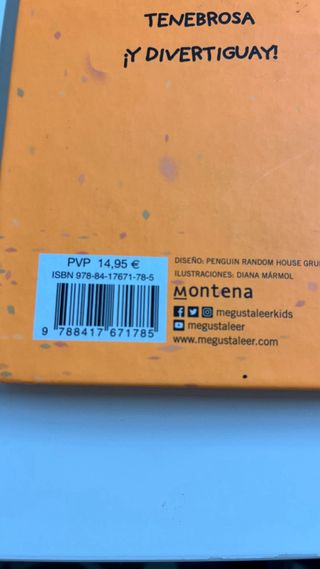 TENEBROSA
¡Y DIVERTIGUAY!
PVP 14,95 €
ISBN 978-84-17671-78-5
9 788417 671785
DISEÑO: PENGUIN RANDOM HOUSE GRU
ILUSTRACIONES: DIANA MÁRMOL
Montena
megustaleerkids
megustaleer
www.megustaleer.com